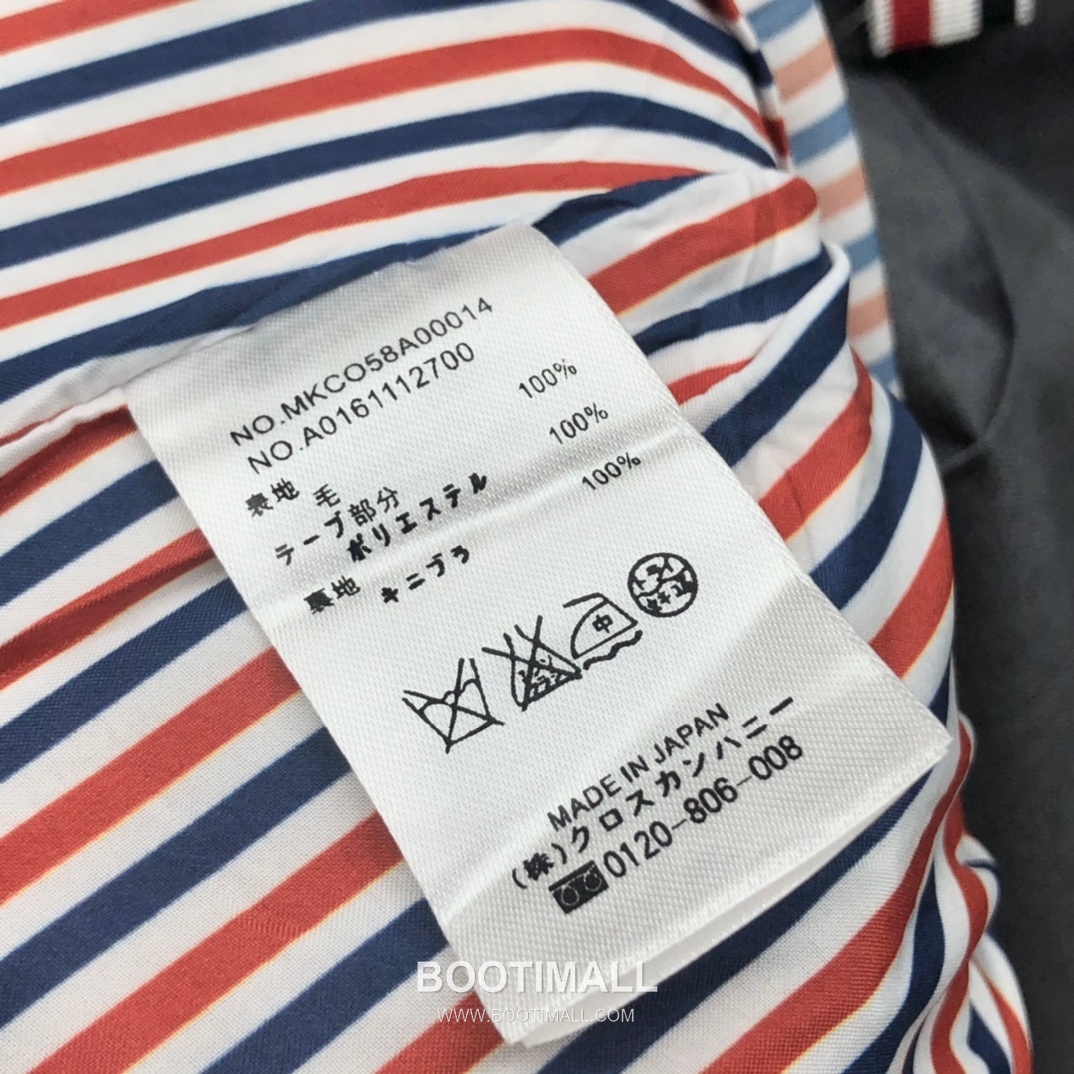 NO.MKCO58A00014
NO.A0161112700
表地 毛 100%
テープ部分
ポリエステル 100%
裏地 キニプラ 100%
中
MADE IN JAPAN
(株)クロスカンハニー
0120-806-008
BOOTIMALL
WWW.BOOTIMALL.COM